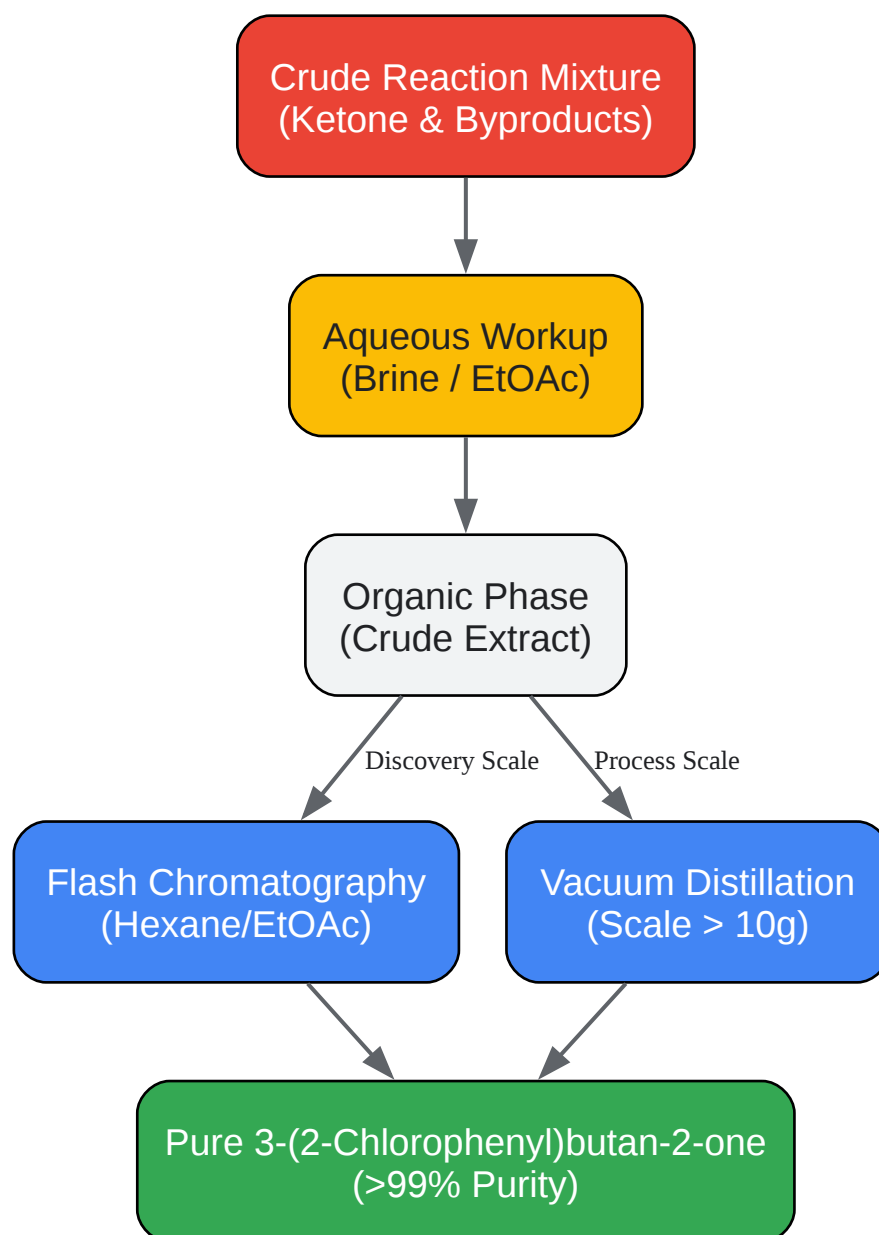 Crude Reaction Mixture
(Ketone & Byproducts)
Aqueous Workup
(Brine / EtOAc)
Organic Phase
(Crude Extract)
Discovery Scale
Process Scale
Flash Chromatography
(Hexane/EtOAc)
Vacuum Distillation
(Scale > 10g)
Pure 3-(2-Chlorophenyl)butan-2-one
(>99% Purity)